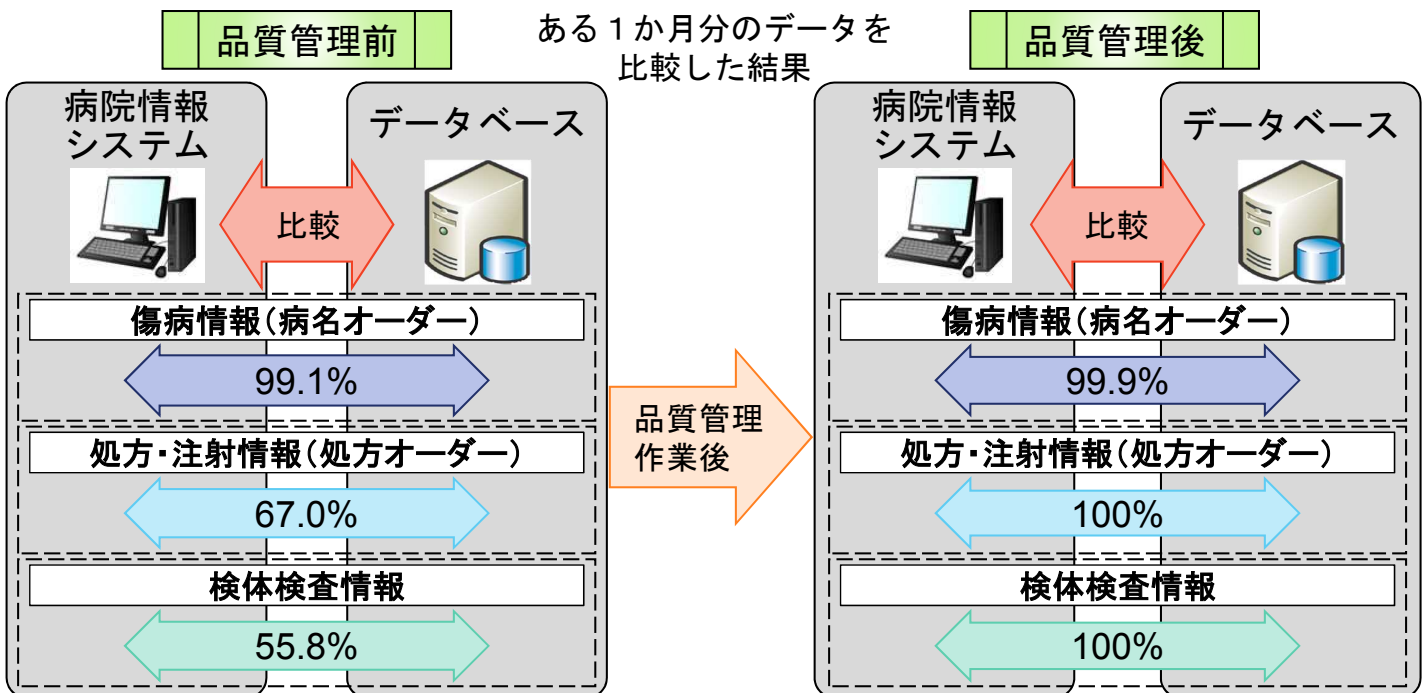 品質管理前
ある１か月分のデータを
比較した結果
品質管理後
病院情報
システム
データベース
比較
傷病情報（病名オーダー）
99.1%
処方・注射情報（処方オーダー）
67.0%
検体検査情報
55.8%
品質管理
作業後
病院情報
システム
データベース
比較
傷病情報（病名オーダー）
99.9%
処方・注射情報（処方オーダー）
100%
検体検査情報
100%